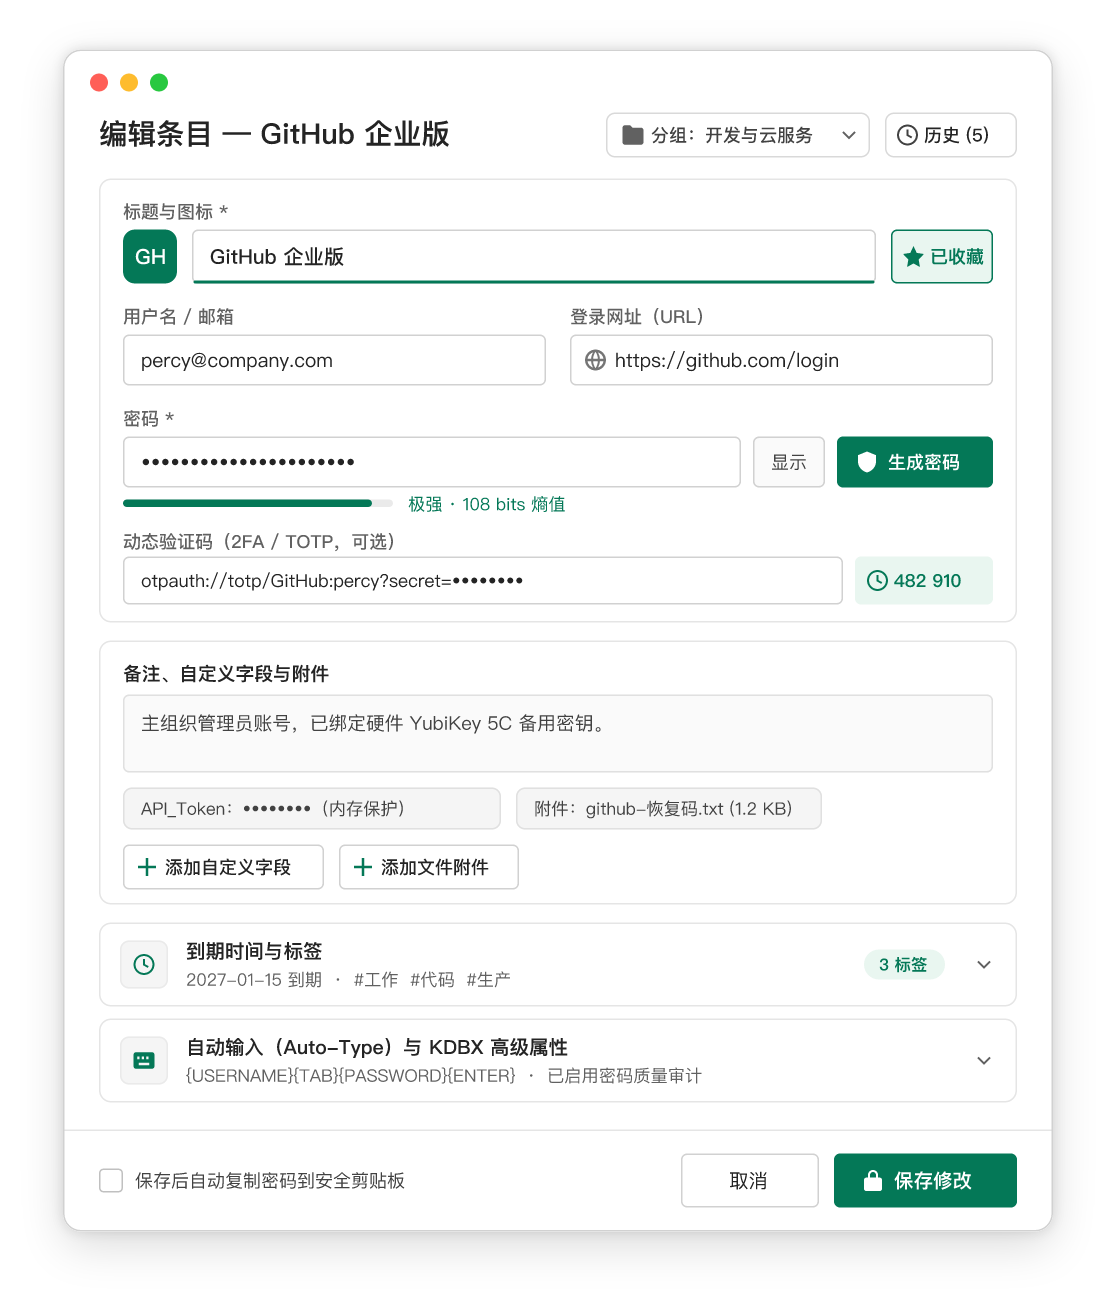 编辑条目 — GitHub 企业版
分组：开发与云服务
历史 (5)
标题与图标 *
GH
GitHub 企业版
已收藏
用户名 / 邮箱
登录网址（URL）
percy@company.com
https://github.com/login
密码 *
••••••••••••••••••••••
显示
生成密码
极强 · 108 bits 熵值
动态验证码（2FA / TOTP，可选）
otpauth://totp/GitHub:percy?secret=••••••••
482 910
备注、自定义字段与附件
主组织管理员账号，已绑定硬件 YubiKey 5C 备用密钥。
API_Token：••••••••（内存保护）
附件：github-恢复码.txt (1.2 KB)
添加自定义字段
添加文件附件
到期时间与标签
2027-01-15 到期 · #工作 #代码 #生产
3 标签
自动输入（Auto-Type）与 KDBX 高级属性
{USERNAME}{TAB}{PASSWORD}{ENTER} · 已启用密码质量审计
保存后自动复制密码到安全剪贴板
取消
保存修改